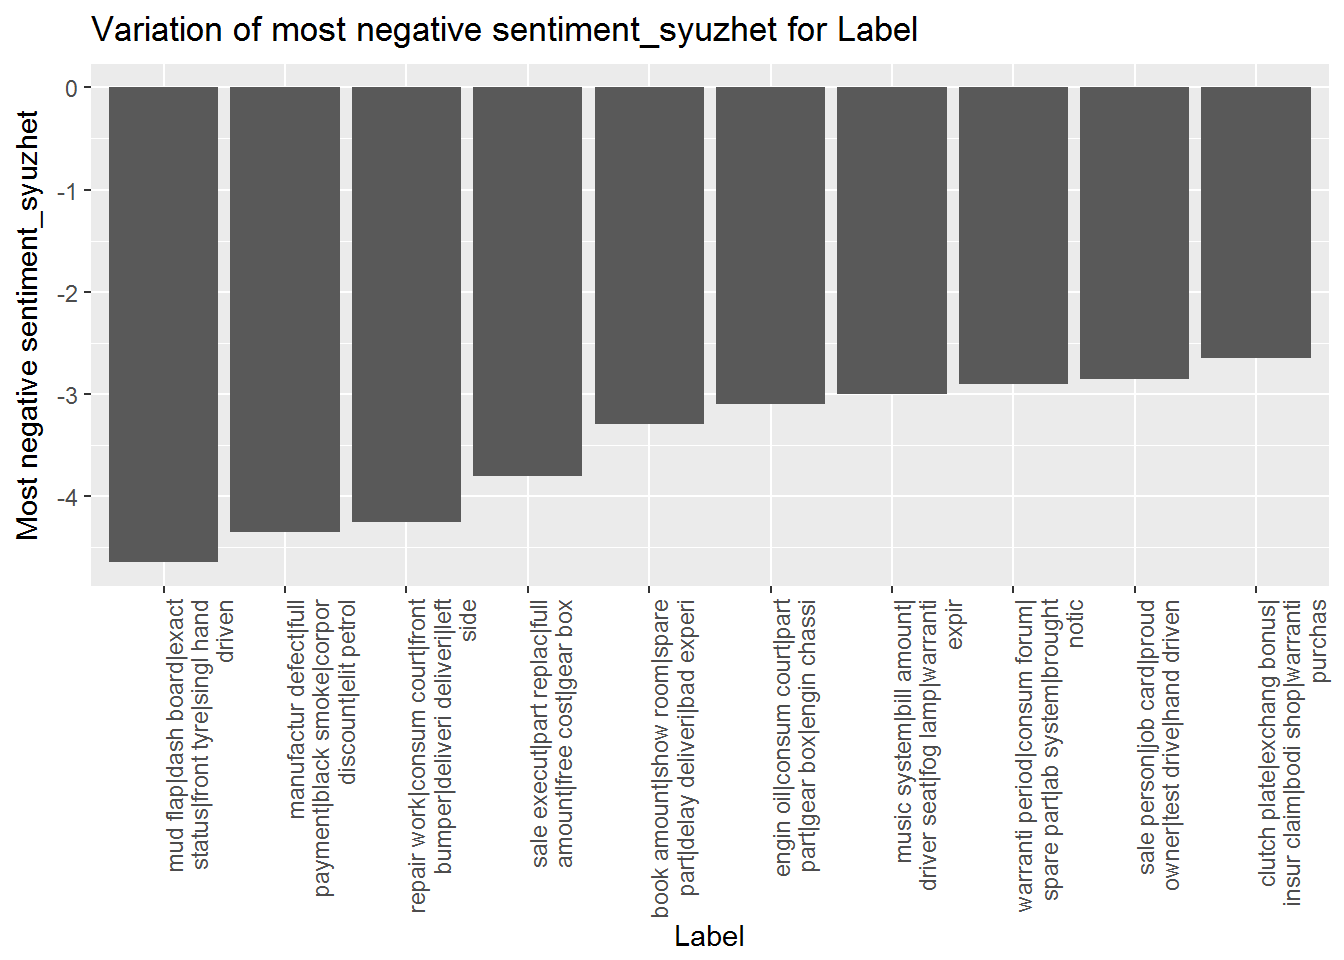 Variation of most negative sentiment_syuzhet for Label
Most negative sentiment_syuzhet
0
-1
-2
-3
-4
mud flap|dash board|exact
status|front tyre|singl hand
driven
manufactur defect|full
payment|black smoke|corpor
discount|elit petrol
repair work|consum court|front
bumper|deliveri deliveri|left
side
sale execut|part replac|full
amount|free cost|gear box
book amount|show room|spare
part|delay deliveri|bad experi
engin oil|consum court|part
part|gear box|engin chassi
music system|bill amount|
driver seat|fog lamp|warranti
expir
warranti period|consum forum|
spare part|ab system|brought
notic
sale person|job card|proud
owner|test drive|hand driven
clutch plate|exchang bonus|
insur claim|bodi shop|warranti
purchas
Label